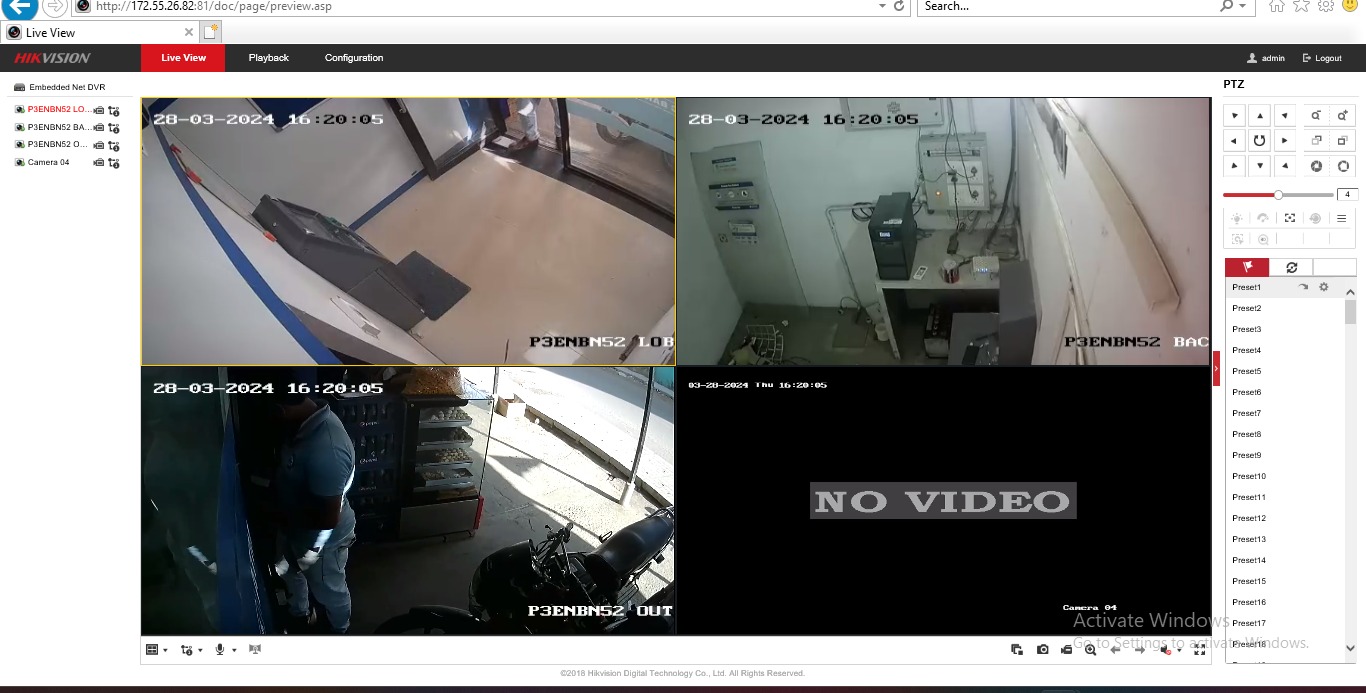 http://172.55.26.82:81/doc/page/preview.asp
Search...
Live View
HIKVISION
Live View
Playback
Configuration
admin
Logout
Embedded Net DVR
P3ENBN52 LO...
P3ENBN52 BA...
P3ENBN52 O...
Camera 04
28-03-2024 16:20:05
P3ENBN52 LOB
28-03-2024 16:20:05
P3ENBN52 BAC
28-03-2024 16:20:05
P3ENBN52 OUT
03-28-2024 Thu 16:20:05
NO VIDEO
Camera 04
PTZ
4
Preset1
Preset2
Preset3
Preset4
Preset5
Preset6
Preset7
Preset8
Preset9
Preset10
Preset11
Preset12
Preset13
Preset14
Preset15
Preset16
Preset17
Preset18
Activate Windows
Go to Settings to activate Windows.
©2018 Hikvision Digital Technology Co., Ltd. All Rights Reserved.